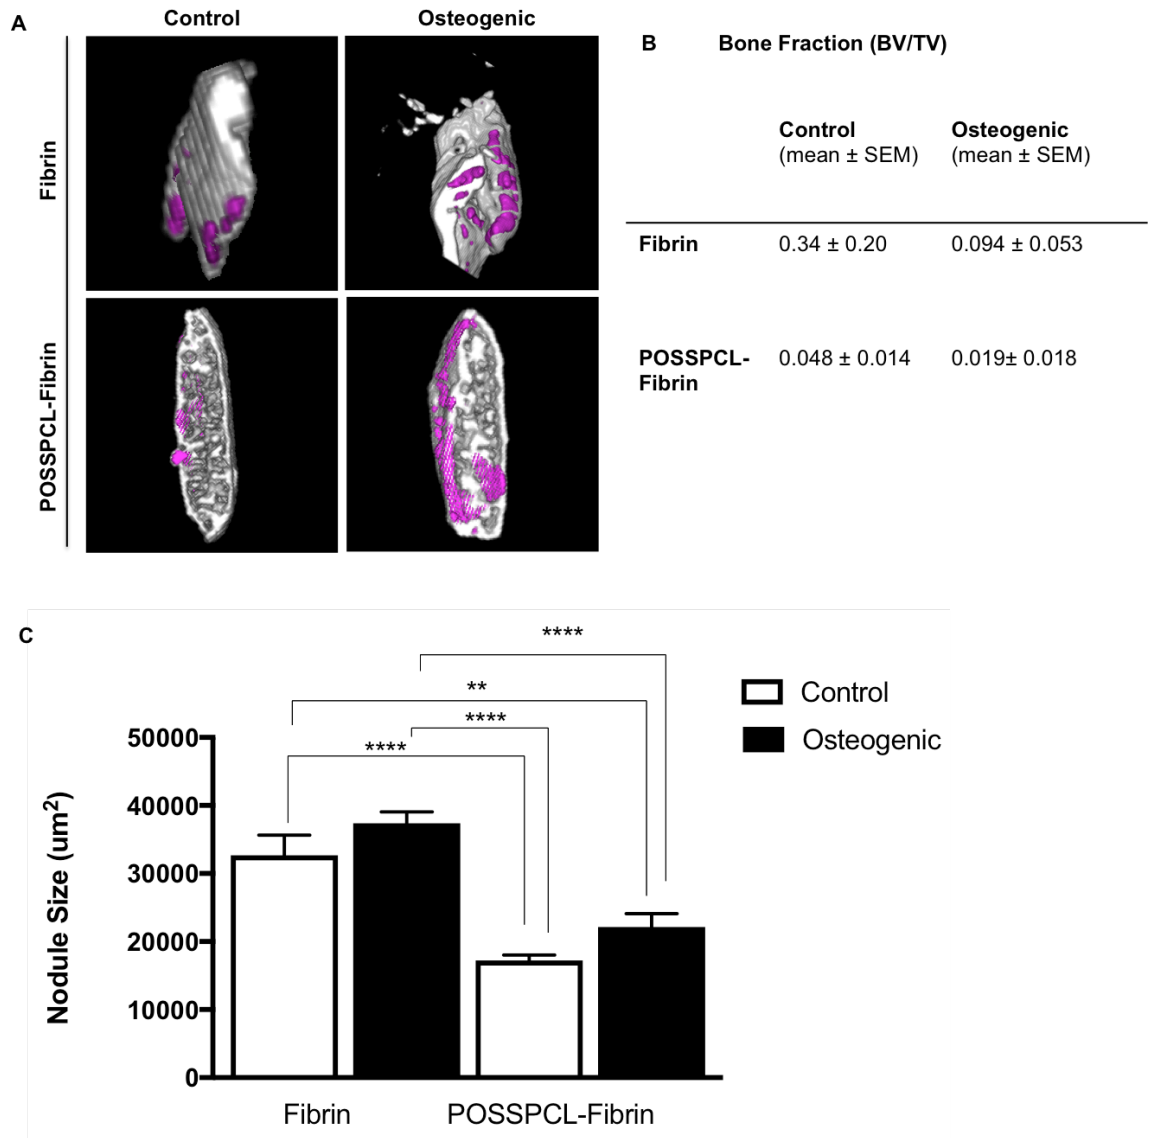 A
Control
Osteogenic
Fibrin
POSSPCL-Fibrin
B
Bone Fraction (BV/TV)
Control
(mean ± SEM)
Osteogenic
(mean ± SEM)
Fibrin
0.34 ± 0.20
0.094 ± 0.053
POSSPCL-
Fibrin
0.048 ± 0.014
0.019± 0.018
C
****
**
****
****
Control
Osteogenic
Nodule Size (um²)
50000
40000
30000
20000
10000
0
Fibrin
POSSPCL-Fibrin